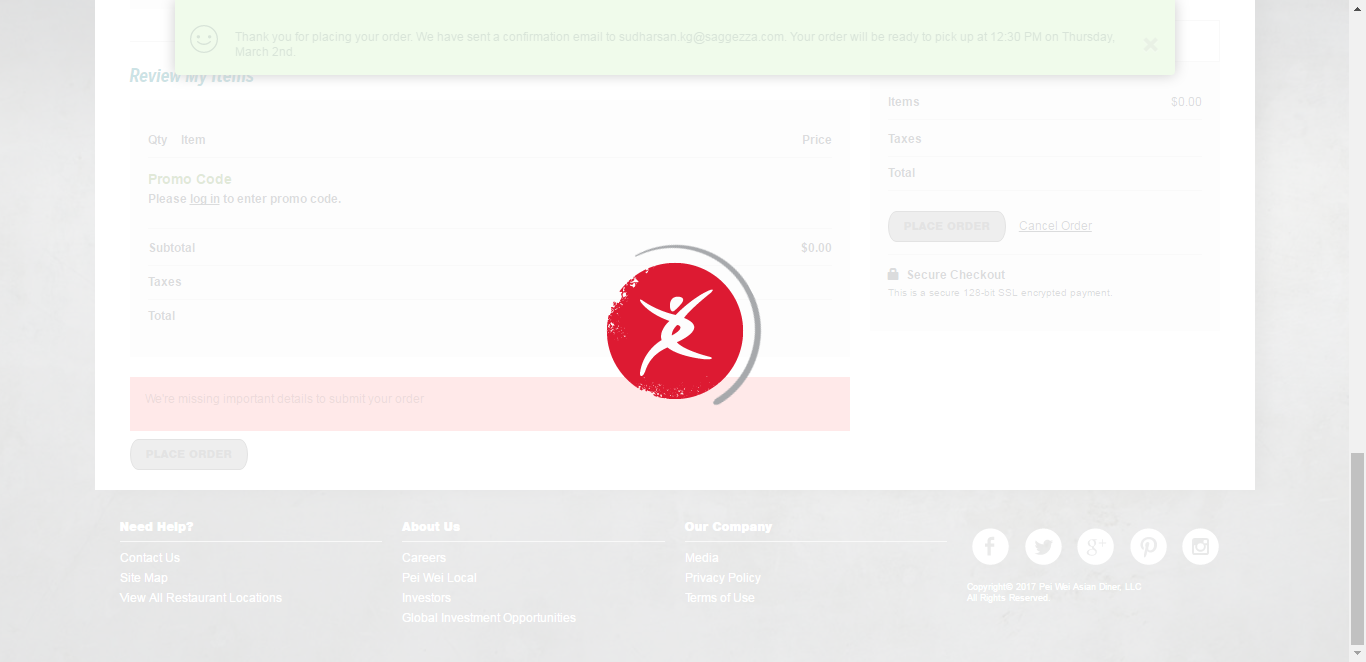 Thank you for placing your order. We have sent a confirmation email to sudharsan.kg@saggezza.com. Your order will be ready to pick up at 12:30 PM on Thursday,
March 2nd.
Review My Items
Qty Item Price
Promo Code
Please log in to enter promo code.
Subtotal $0.00
Taxes
Total
We're missing important details to submit your order
PLACE ORDER
Items $0.00
Taxes
Total
PLACE ORDER Cancel Order
Secure Checkout
This is a secure 128-bit SSL encrypted payment.
Need Help?
Contact Us
Site Map
View All Restaurant Locations
About Us
Careers
Pei Wei Local
Investors
Global Investment Opportunities
Our Company
Media
Privacy Policy
Terms of Use
Copyright© 2017 Pei Wei Asian Diner, LLC
All Rights Reserved.